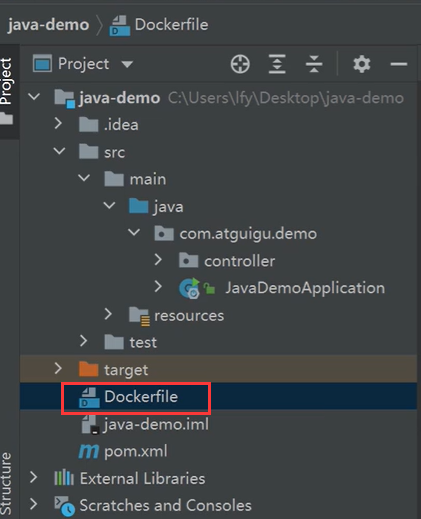 java-demo Dockerfile
Project
Project
java-demo C:\Users\lfy\Desktop\java-demo
.idea
src
main
java
com.atguigu.demo
controller
JavaDemoApplication
resources
test
target
Dockerfile
java-demo.iml
pom.xml
External Libraries
Scratches and Consoles
Structure